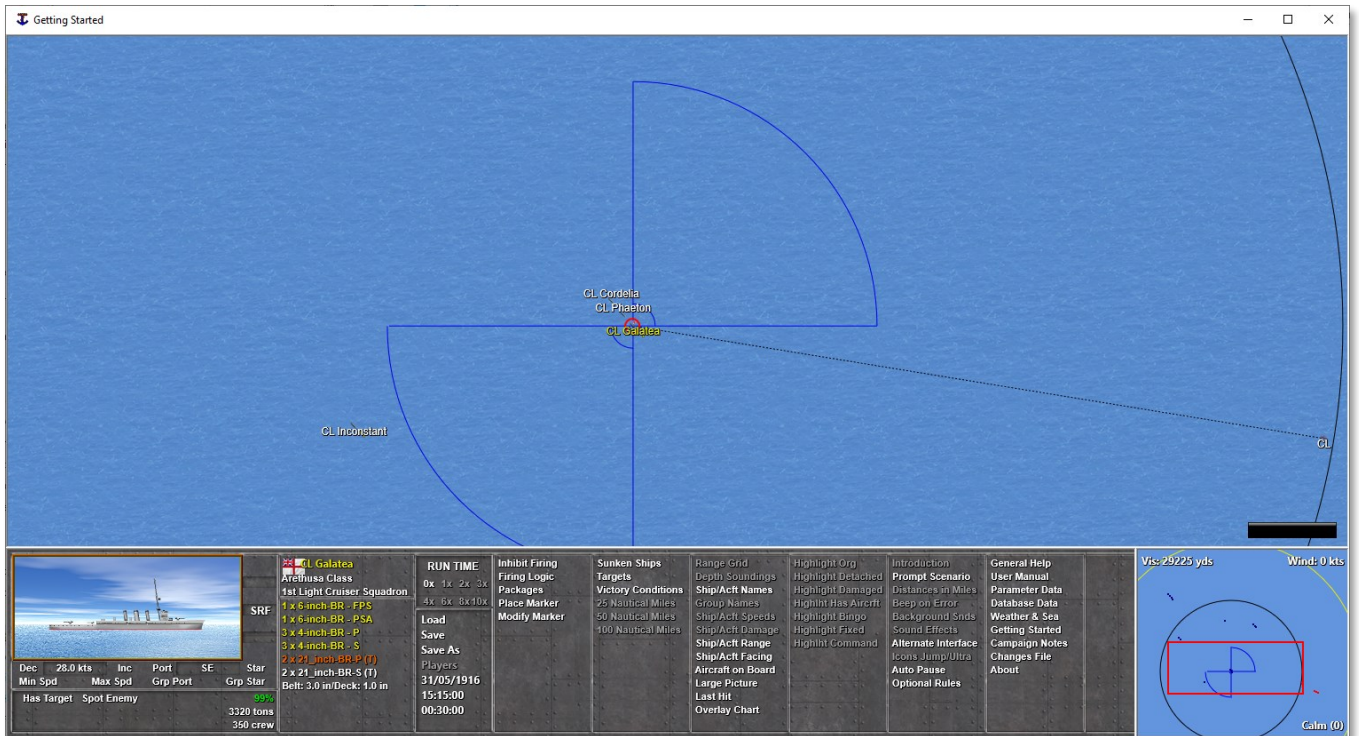 Getting Started
CL Cordelia
CL Phaeton
CL Galatea
CL Inconstant
CL
SRF
Dec 28.0 kts Inc Port SE Star
Min Spd Max Spd Grp Port Grp Star
Has Target Spot Enemy 99%
3320 tons
350 crew
CL Galatea
Arethusa Class
1st Light Cruiser Squadron
1 x 6-inch-BR - FPS
1 x 6-inch-BR - PSA
3 x 4-inch-BR - P
3 x 4-inch-BR - S
2 x 21_inch-BR-P (T)
2 x 21_inch-BR-S (T)
Belt: 3.0 in/Deck: 1.0 in
RUN TIME
0x 1x 2x 3x
4x 6x 8x10x
Load
Save
Save As
Players
31/05/1916
15:15:00
00:30:00
Inhibit Firing
Firing Logic
Packages
Place Marker
Modify Marker
Sunken Ships
Targets
Victory Conditions
25 Nautical Miles
50 Nautical Miles
100 Nautical Miles
Range Grid
Depth Soundings
Ship/Acft Names
Group Names
Ship/Acft Speeds
Ship/Acft Damage
Ship/Acft Range
Ship/Acft Facing
Aircraft on Board
Large Picture
Last Hit
Overlay Chart
Highlight Org
Highlight Detached
Highlight Damaged
Highlht Has Aircrft
Highlight Bingo
Highlight Fixed
Highlht Command
Introduction
Prompt Scenario
Distances in Miles
Beep on Error
Background Snds
Sound Effects
Alternate Interface
Icons Jump/Ultra
Auto Pause
Optional Rules
General Help
User Manual
Parameter Data
Database Data
Weather & Sea
Getting Started
Campaign Notes
Changes File
About
Vis: 29225 yds Wind: 0 kts
Calm (0)